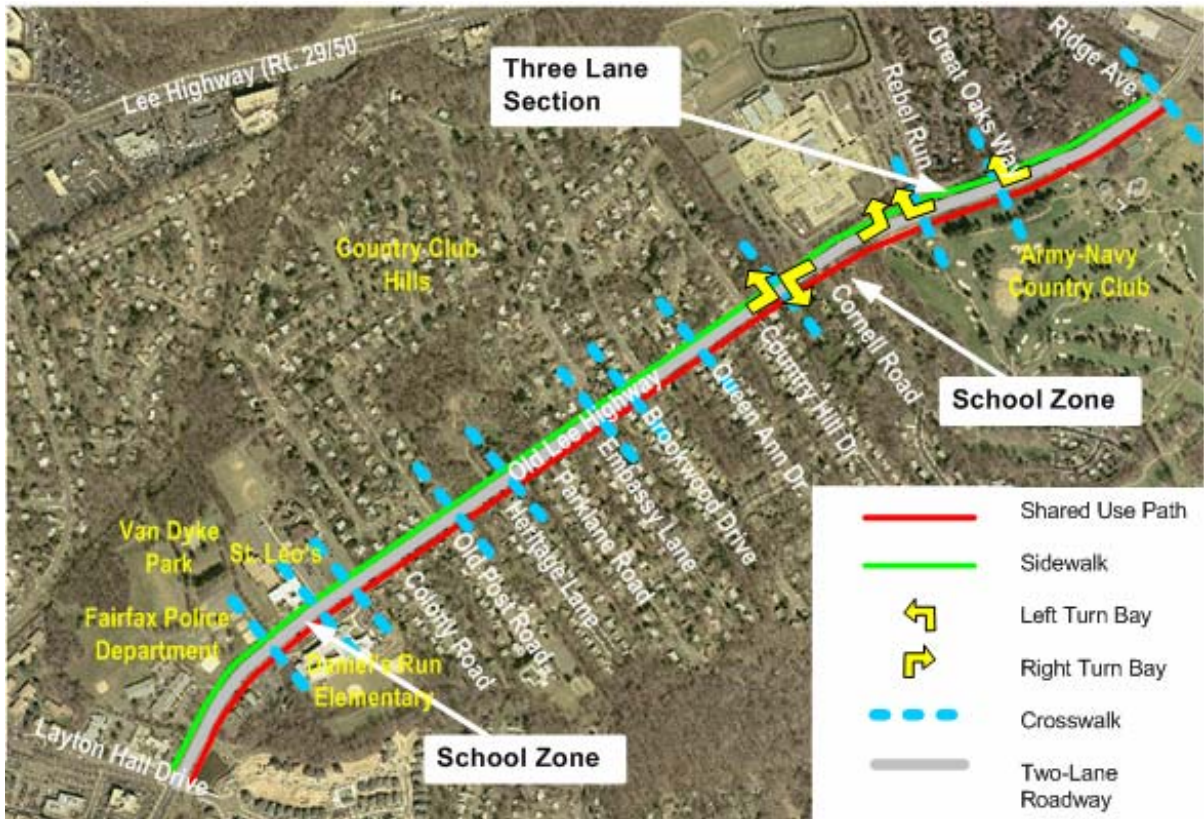 Lee Highway (Rt. 29/50
Three Lane
Section
Rebel Run
Great Oaks Way
Ridge Ave.
Country Club
Hills
Army-Navy
Country Club
Cornell Road
Country Hill Dr.
School Zone
Queen Ann Dr.
Brookwood Drive
Embassy Lane
Old Lee Highway
Parklane Road
Heritage Lane
Old Post Road
Colony Road
Van Dyke
Park
St. Leo's
Fairfax Police
Department
Daniel's Run
Elementary
School Zone
Layton Hall Drive
Shared Use Path
Sidewalk
Left Turn Bay
Right Turn Bay
Crosswalk
Two-Lane
Roadway